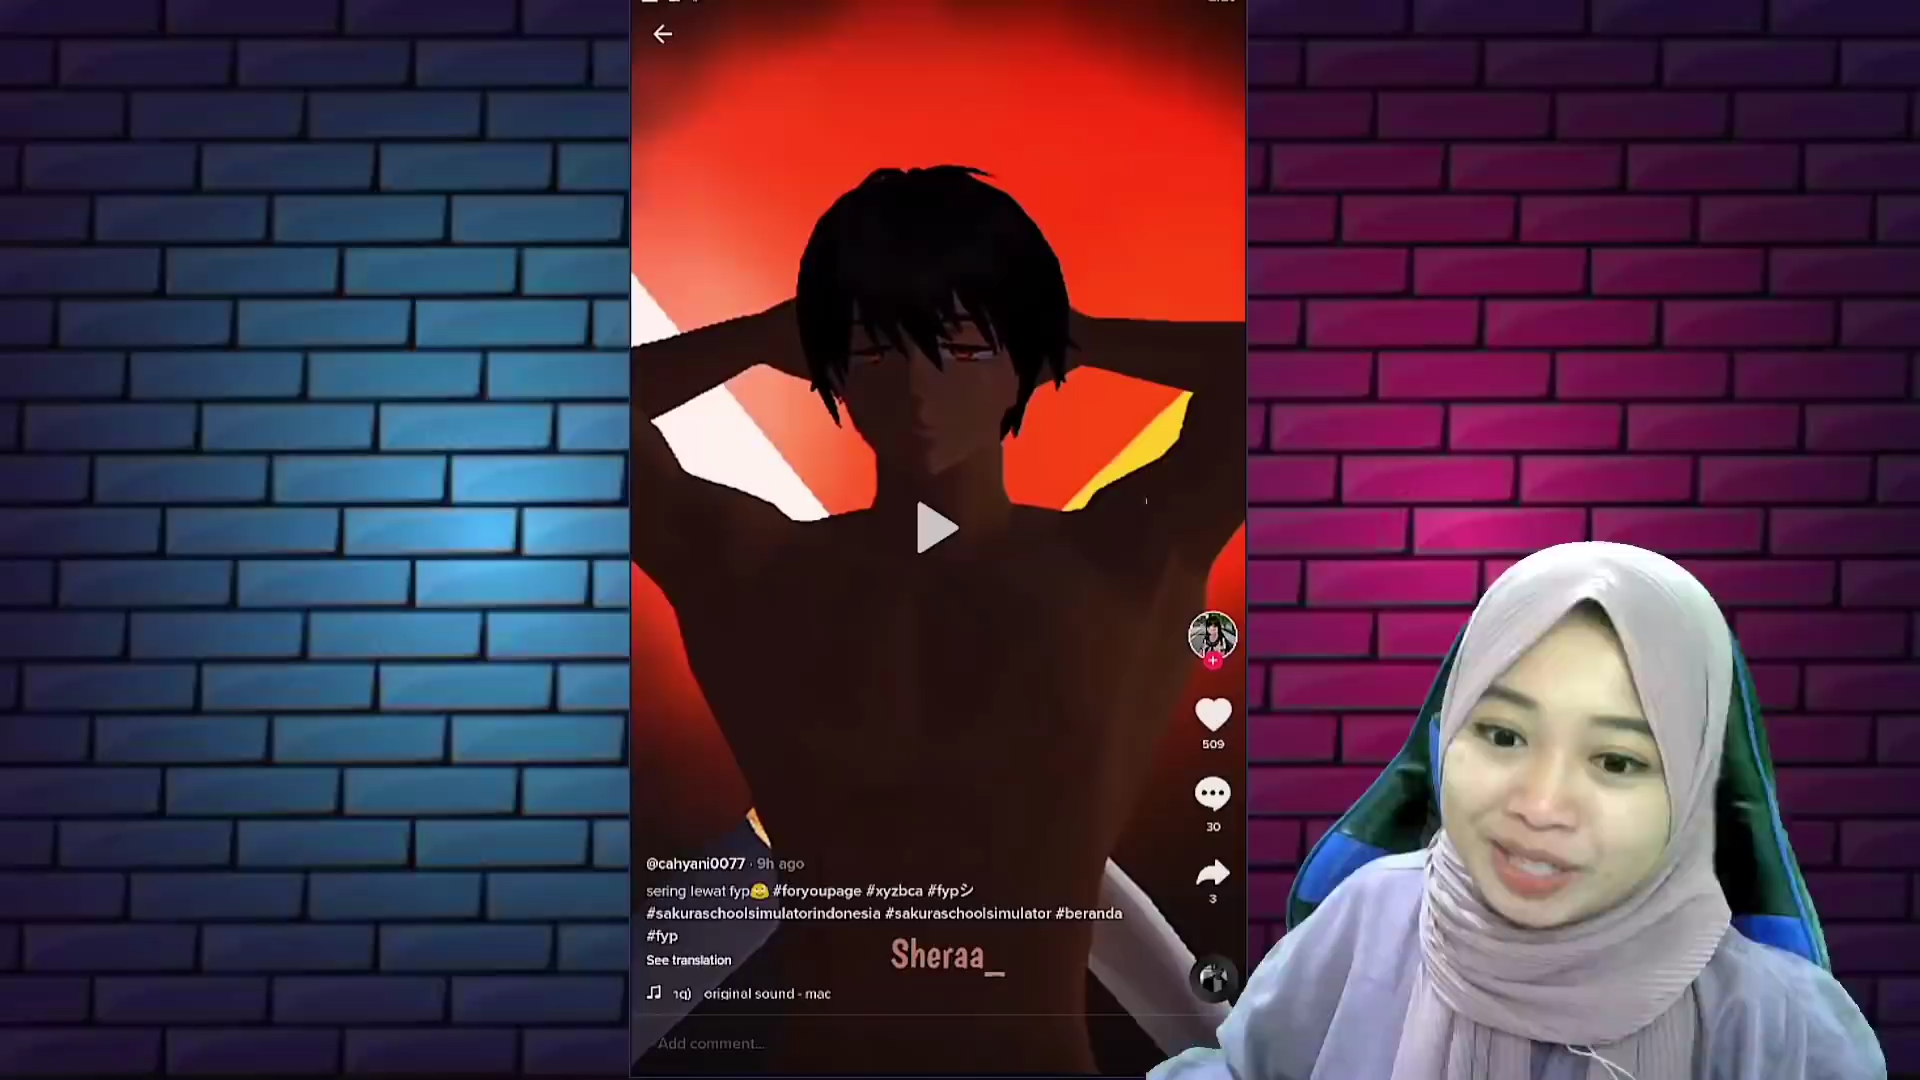 509
30
3
@cahyani0077 · 9h ago
sering lewat fyp😊 #foryoupage #xyzbca #fypシ
#sakuraschoolsimulatorindonesia #sakuraschoolsimulator #beranda
#fyp
Sheraa_
See translation
original sound - mac
Add comment...